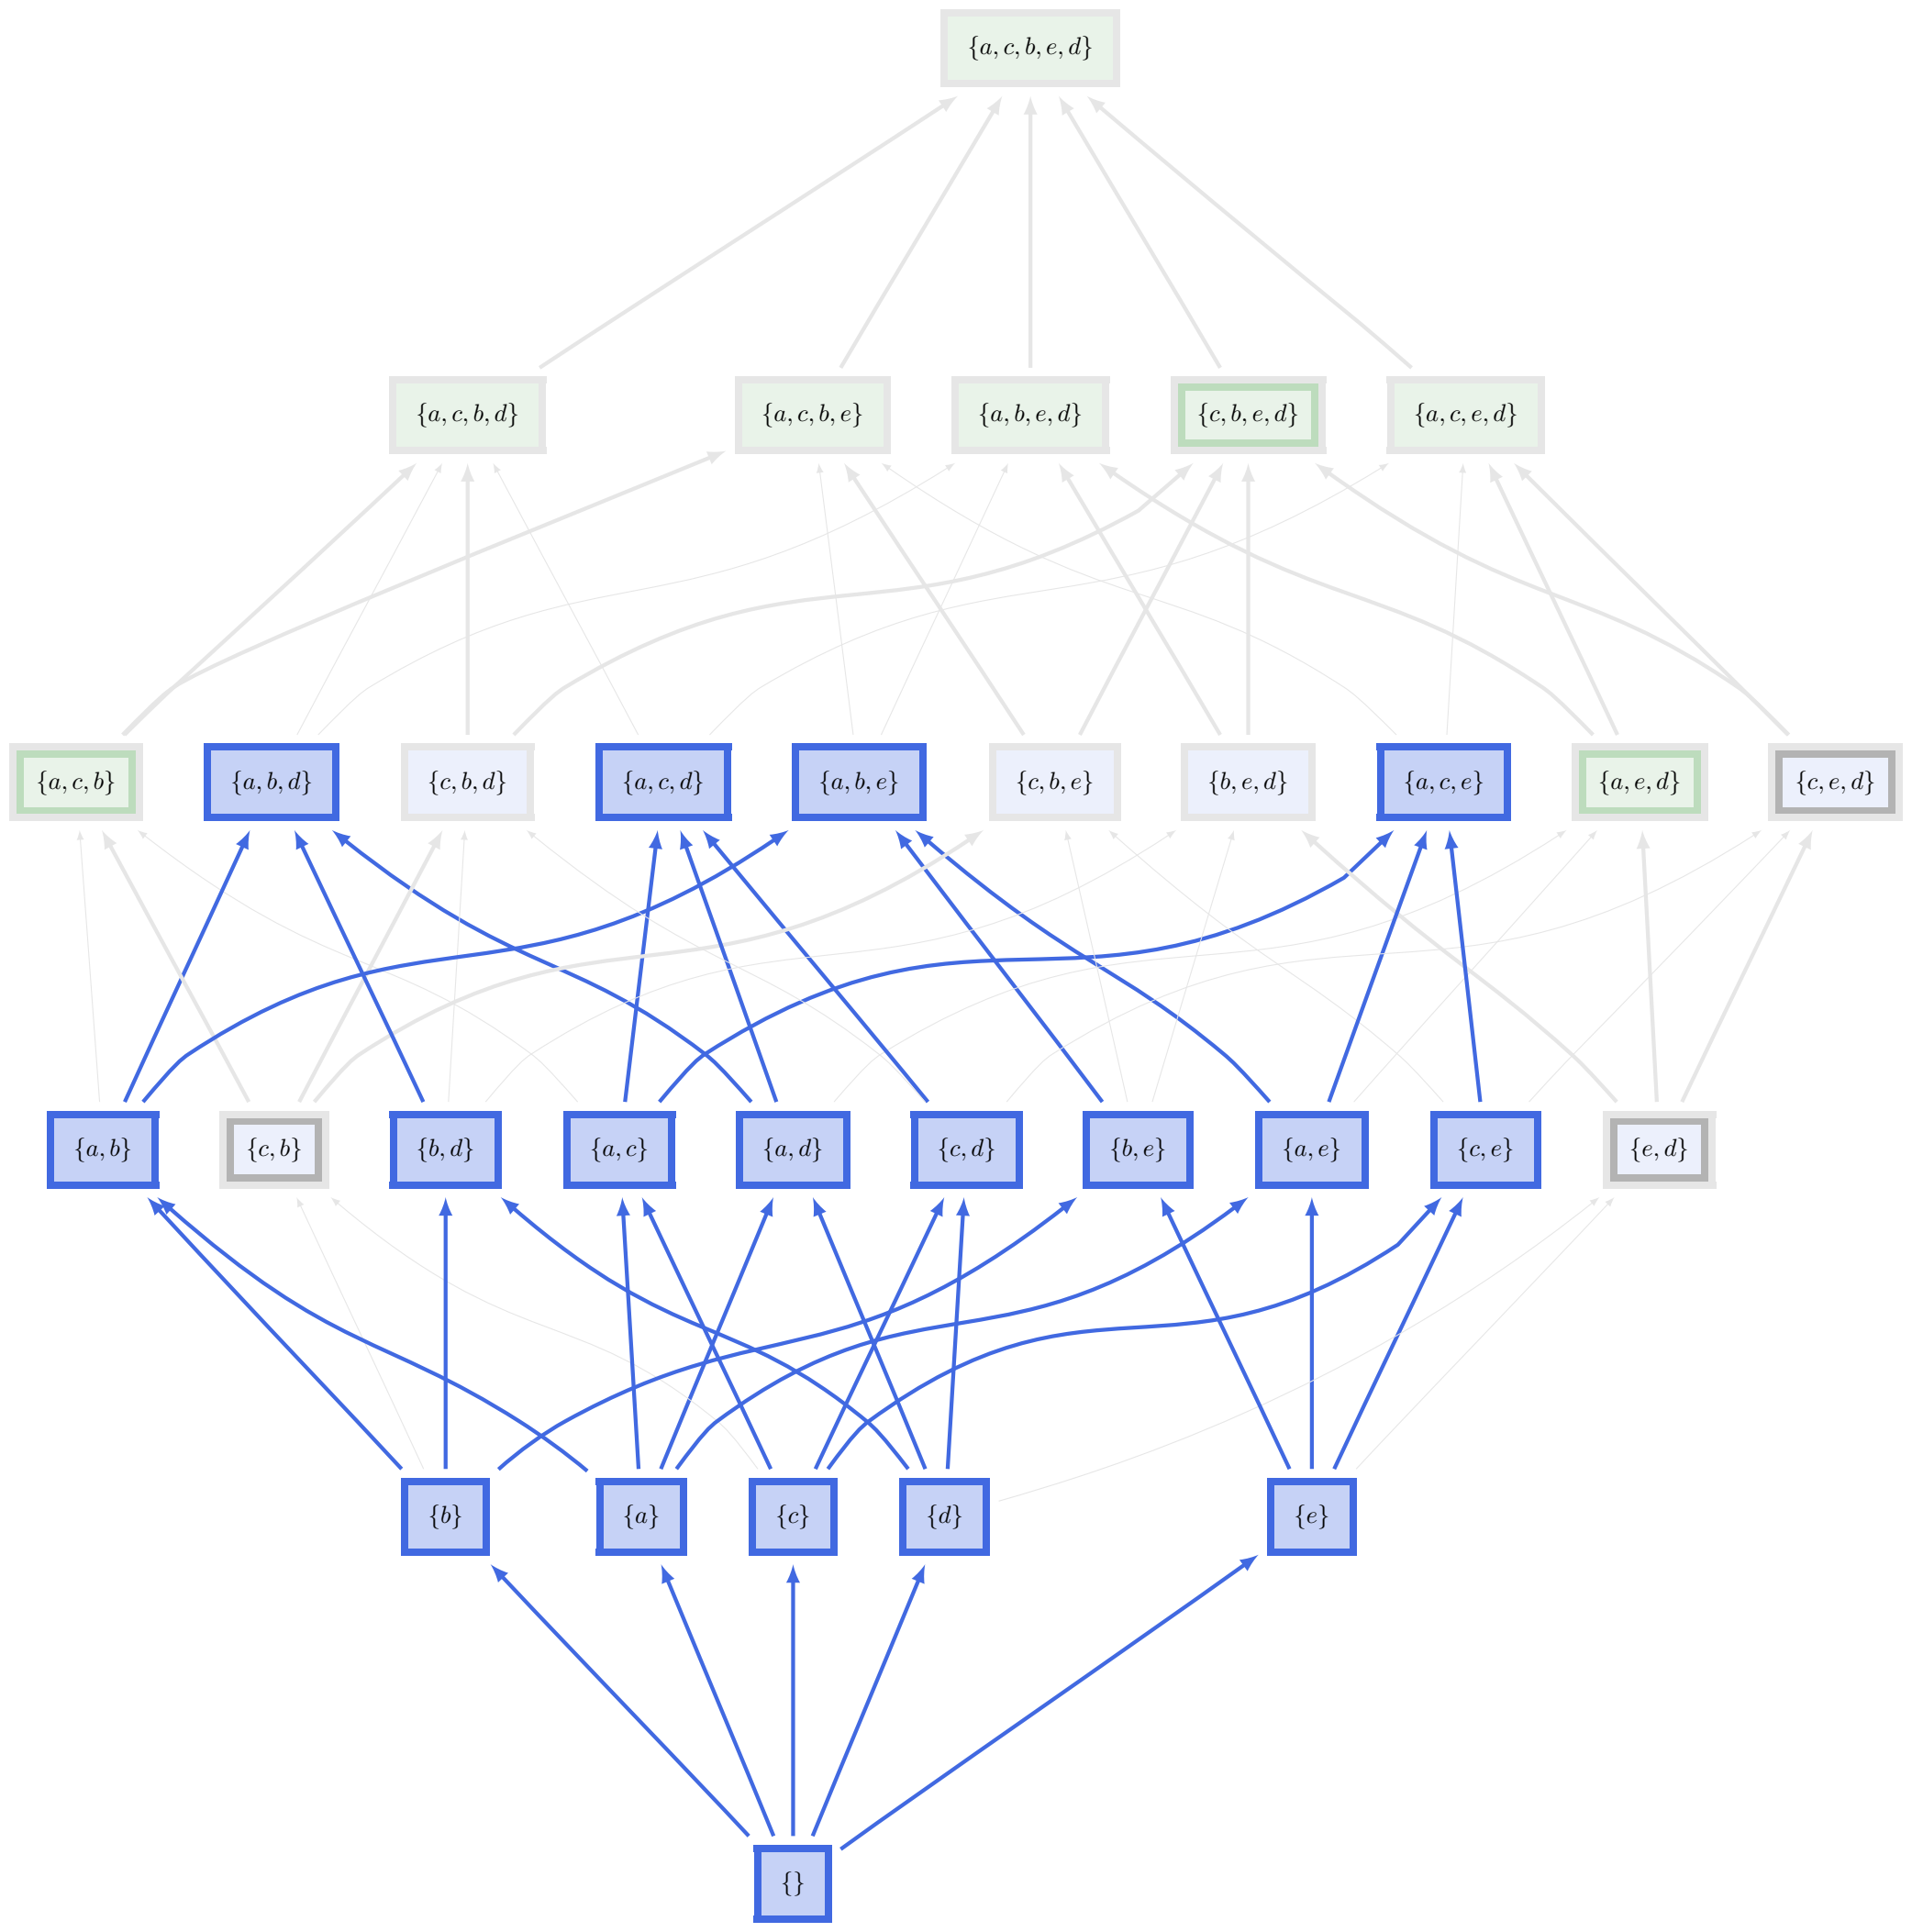 {a, c, b, e, d}
{a, c, b, d} {a, c, b, e} {a, b, e, d} {c, b, e, d} {a, c, e, d}
{a, c, b} {a, b, d} {c, b, d} {a, c, d} {a, b, e} {c, b, e} {b, e, d} {a, c, e} {a, e, d} {c, e, d}
{a, b} {c, b} {b, d} {a, c} {a, d} {c, d} {b, e} {a, e} {c, e} {e, d}
{b} {a} {c} {d} {e}
{}